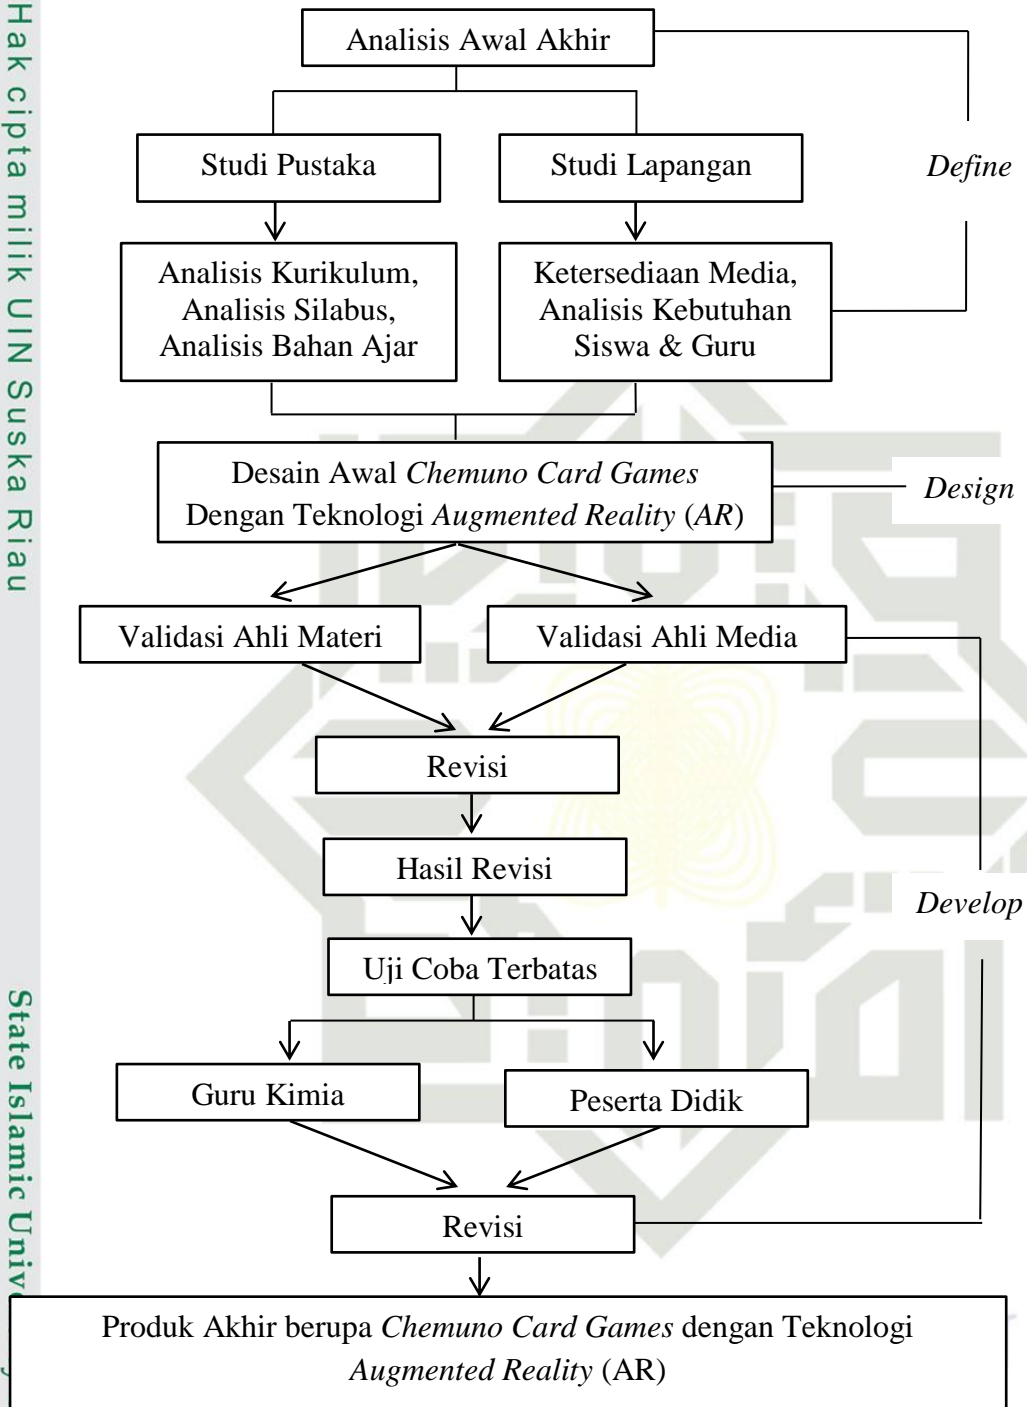 Hak cipta milik UIN Suska Riau
State Islamic Unive
Analisis Awal Akhir
Studi Pustaka
Studi Lapangan
Define
Analisis Kurikulum,
Analisis Silabus,
Analisis Bahan Ajar
Ketersediaan Media,
Analisis Kebutuhan
Siswa & Guru
Desain Awal Chemuno Card Games
Dengan Teknologi Augmented Reality (AR)
Design
Validasi Ahli Materi
Validasi Ahli Media
Revisi
Hasil Revisi
Develop
Uji Coba Terbatas
Guru Kimia
Peserta Didik
Revisi
Produk Akhir berupa Chemuno Card Games dengan Teknologi
Augmented Reality (AR)